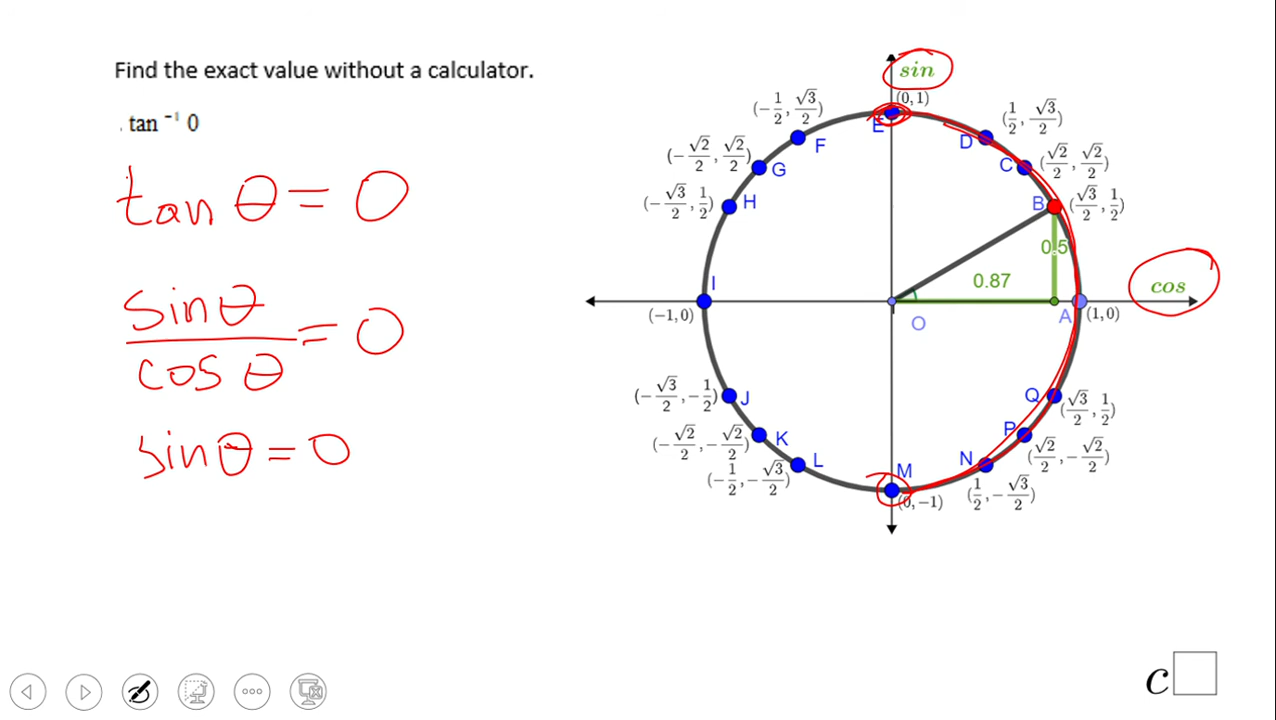 Find the exact value without a calculator.
. tan ⁻¹ 0
tan θ = 0
sin θ / cos θ = 0
sin θ = 0
sin
(0, 1)
E
(-1/2, √3/2)
F
(-√2/2, √2/2)
G
(-√3/2, 1/2)
H
I
(-1, 0)
(1/2, √3/2)
D
C
(√2/2, √2/2)
B
(√3/2, 1/2)
0.5
0.87
cos
O
A
(1, 0)
(-√3/2, -1/2)
J
(-√2/2, -√2/2)
K
(-1/2, -√3/2)
L
M
(0, -1)
N
(1/2, -√3/2)
P
(√2/2, -√2/2)
Q
(√3/2, 1/2)
c